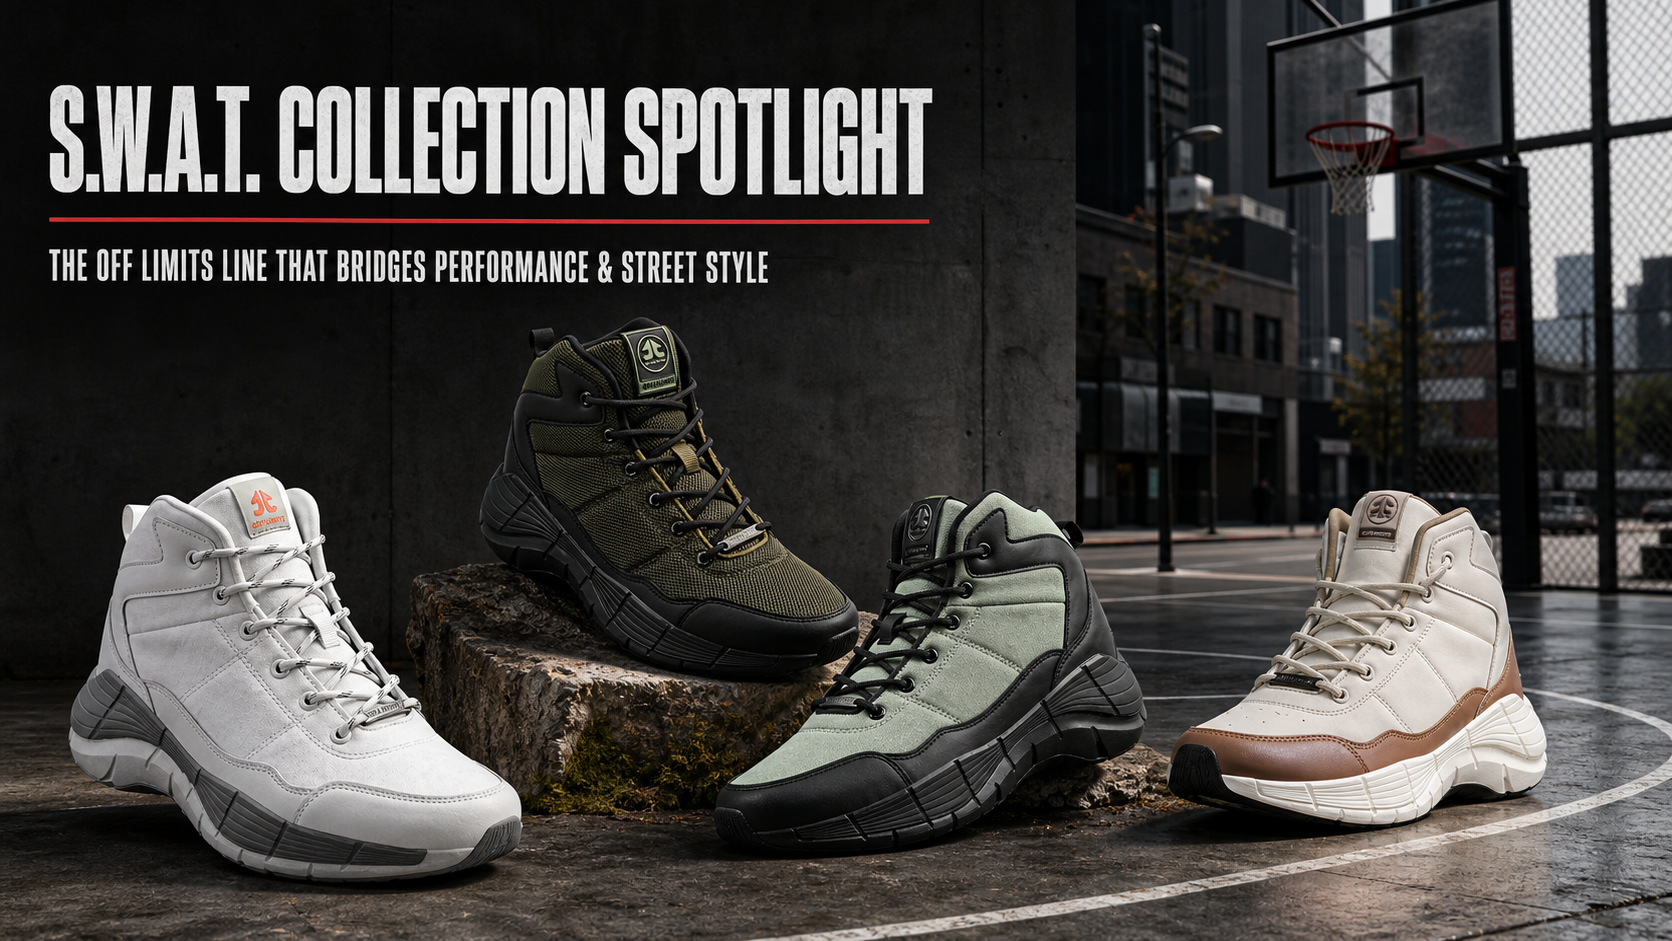 S.W.A.T. COLLECTION SPOTLIGHT
THE OFF LIMITS LINE THAT BRIDGES PERFORMANCE & STREET STYLE